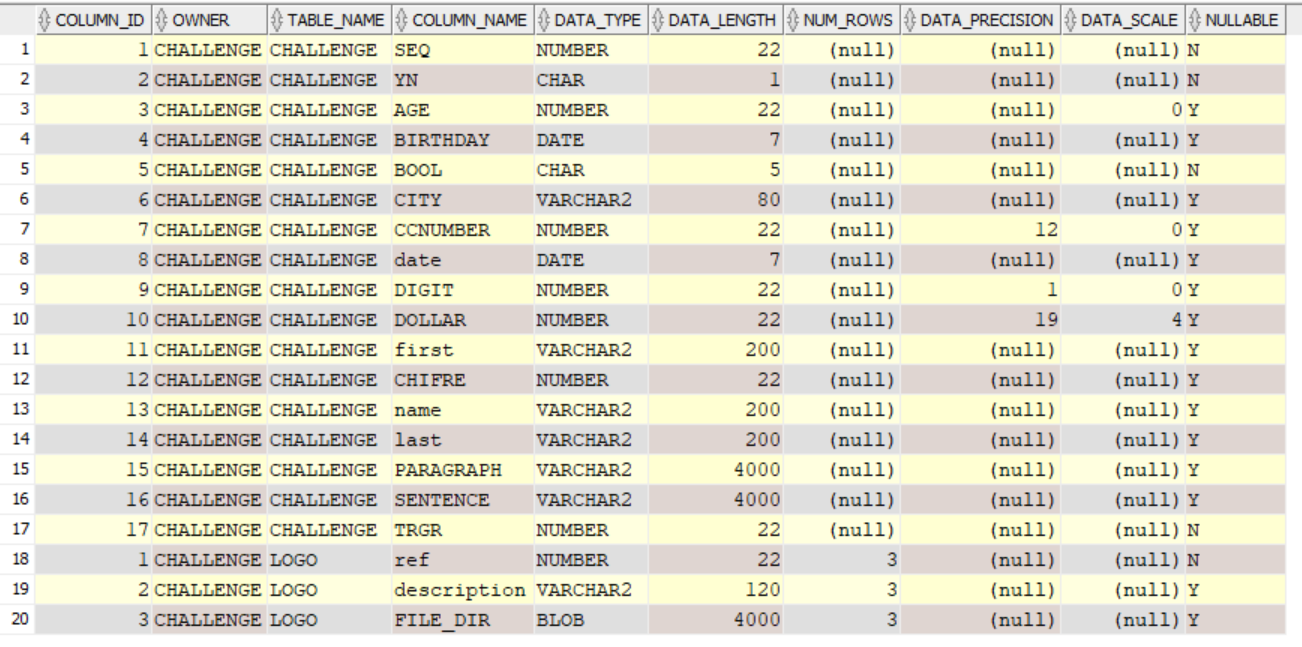 COLUMN_ID OWNER TABLE_NAME COLUMN_NAME DATA_TYPE DATA_LENGTH NUM_ROWS DATA_PRECISION DATA_SCALE NULLABLE
1 1 CHALLENGE CHALLENGE SEQ NUMBER 22 (null) (null) (null) N
2 2 CHALLENGE CHALLENGE YN CHAR 1 (null) (null) (null) N
3 3 CHALLENGE CHALLENGE AGE NUMBER 22 (null) (null) 0 Y
4 4 CHALLENGE CHALLENGE BIRTHDAY DATE 7 (null) (null) (null) Y
5 5 CHALLENGE CHALLENGE BOOL CHAR 5 (null) (null) (null) N
6 6 CHALLENGE CHALLENGE CITY VARCHAR2 80 (null) (null) (null) Y
7 7 CHALLENGE CHALLENGE CCNUMBER NUMBER 22 (null) 12 0 Y
8 8 CHALLENGE CHALLENGE date DATE 7 (null) (null) (null) Y
9 9 CHALLENGE CHALLENGE DIGIT NUMBER 22 (null) 1 0 Y
10 10 CHALLENGE CHALLENGE DOLLAR NUMBER 22 (null) 19 4 Y
11 11 CHALLENGE CHALLENGE first VARCHAR2 200 (null) (null) (null) Y
12 12 CHALLENGE CHALLENGE CHIFRE NUMBER 22 (null) (null) (null) Y
13 13 CHALLENGE CHALLENGE name VARCHAR2 200 (null) (null) (null) Y
14 14 CHALLENGE CHALLENGE last VARCHAR2 200 (null) (null) (null) Y
15 15 CHALLENGE CHALLENGE PARAGRAPH VARCHAR2 4000 (null) (null) (null) Y
16 16 CHALLENGE CHALLENGE SENTENCE VARCHAR2 4000 (null) (null) (null) Y
17 17 CHALLENGE CHALLENGE TRGR NUMBER 22 (null) (null) (null) N
18 1 CHALLENGE LOGO ref NUMBER 22 3 (null) (null) N
19 2 CHALLENGE LOGO description VARCHAR2 120 3 (null) (null) Y
20 3 CHALLENGE LOGO FILE_DIR BLOB 4000 3 (null) (null) Y